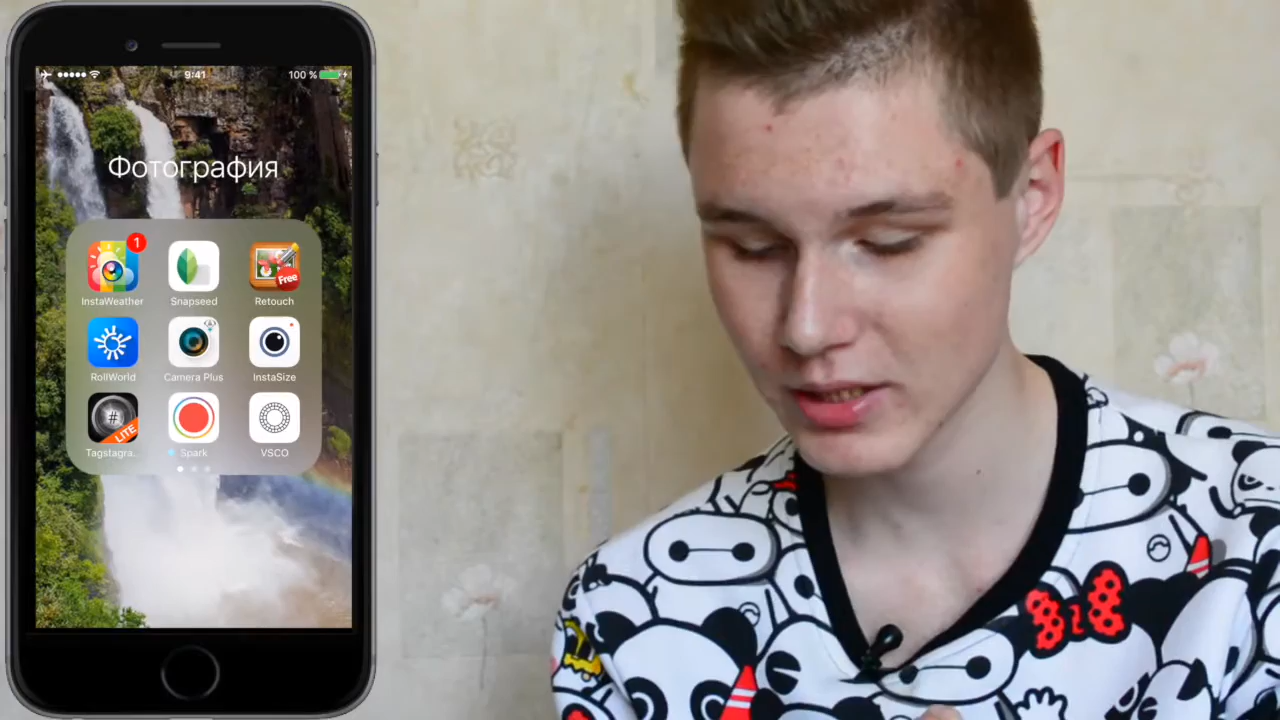 9:41
100 %
Фотография
1
Free
InstaWeather
Snapseed
Retouch
RollWorld
Camera Plus
InstaSize
#
LITE
Tagstagra...
Spark
VSCO